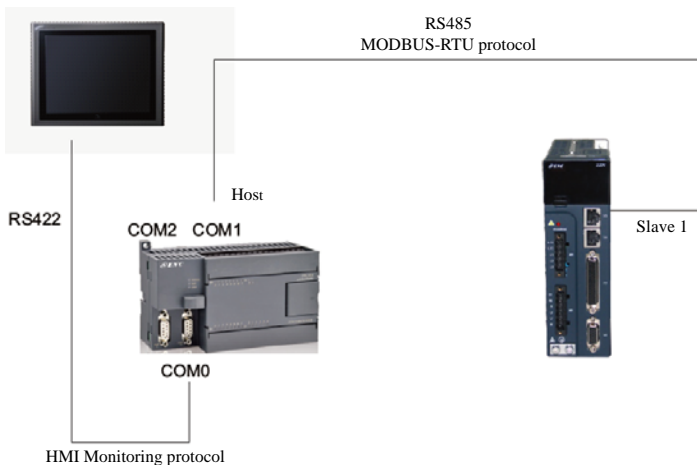 RS485
MODBUS-RTU protocol
Host
RS422
COM2 COM1
Slave 1
COM0
HMI Monitoring protocol